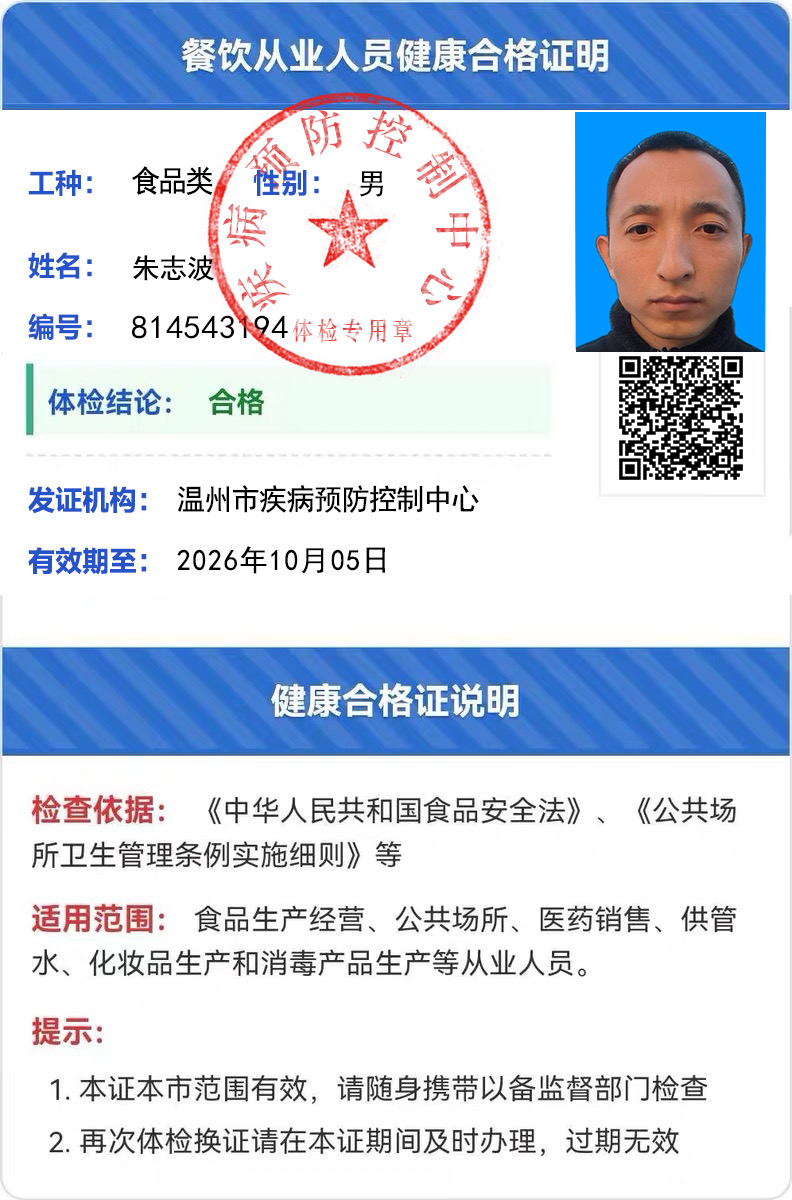 餐饮从业人员健康合格证明
工种： 食品类 性别： 男
姓名： 朱志波
编号： 814543194
疾病预防控制中心
体检专用章
体检结论： 合格
发证机构： 温州市疾病预防控制中心
有效期至： 2026年10月05日
健康合格证说明
检查依据： 《中华人民共和国食品安全法》、《公共场
所卫生管理条例实施细则》等
适用范围： 食品生产经营、公共场所、医药销售、供管
水、化妆品生产和消毒产品生产等从业人员。
提示：
1. 本证本市范围有效，请随身携带以备监督部门检查
2. 再次体检换证请在本证期间及时办理，过期无效